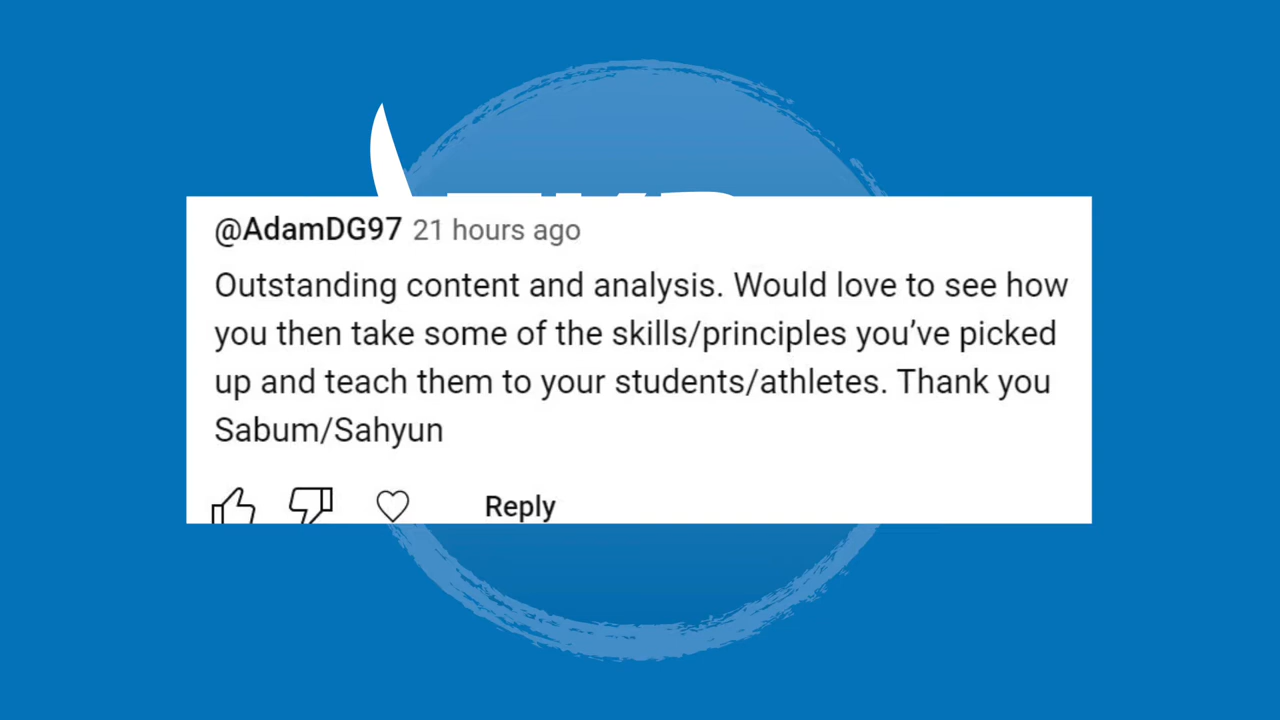 @AdamDG97 21 hours ago
Outstanding content and analysis. Would love to see how
you then take some of the skills/principles you’ve picked
up and teach them to your students/athletes. Thank you
Sabum/Sahyun
Reply